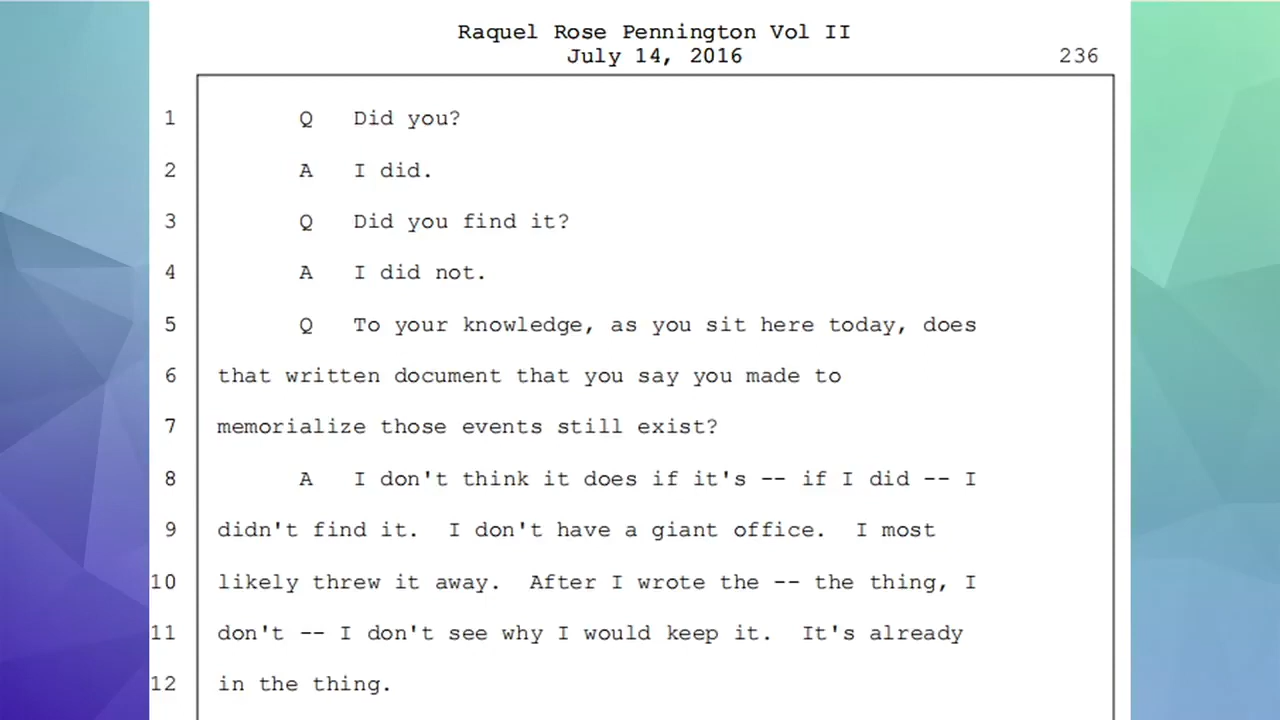 Raquel Rose Pennington Vol II
July 14, 2016 236
1 Q Did you?
2 A I did.
3 Q Did you find it?
4 A I did not.
5 Q To your knowledge, as you sit here today, does
6 that written document that you say you made to
7 memorialize those events still exist?
8 A I don't think it does if it's -- if I did -- I
9 didn't find it. I don't have a giant office. I most
10 likely threw it away. After I wrote the -- the thing, I
11 don't -- I don't see why I would keep it. It's already
12 in the thing.